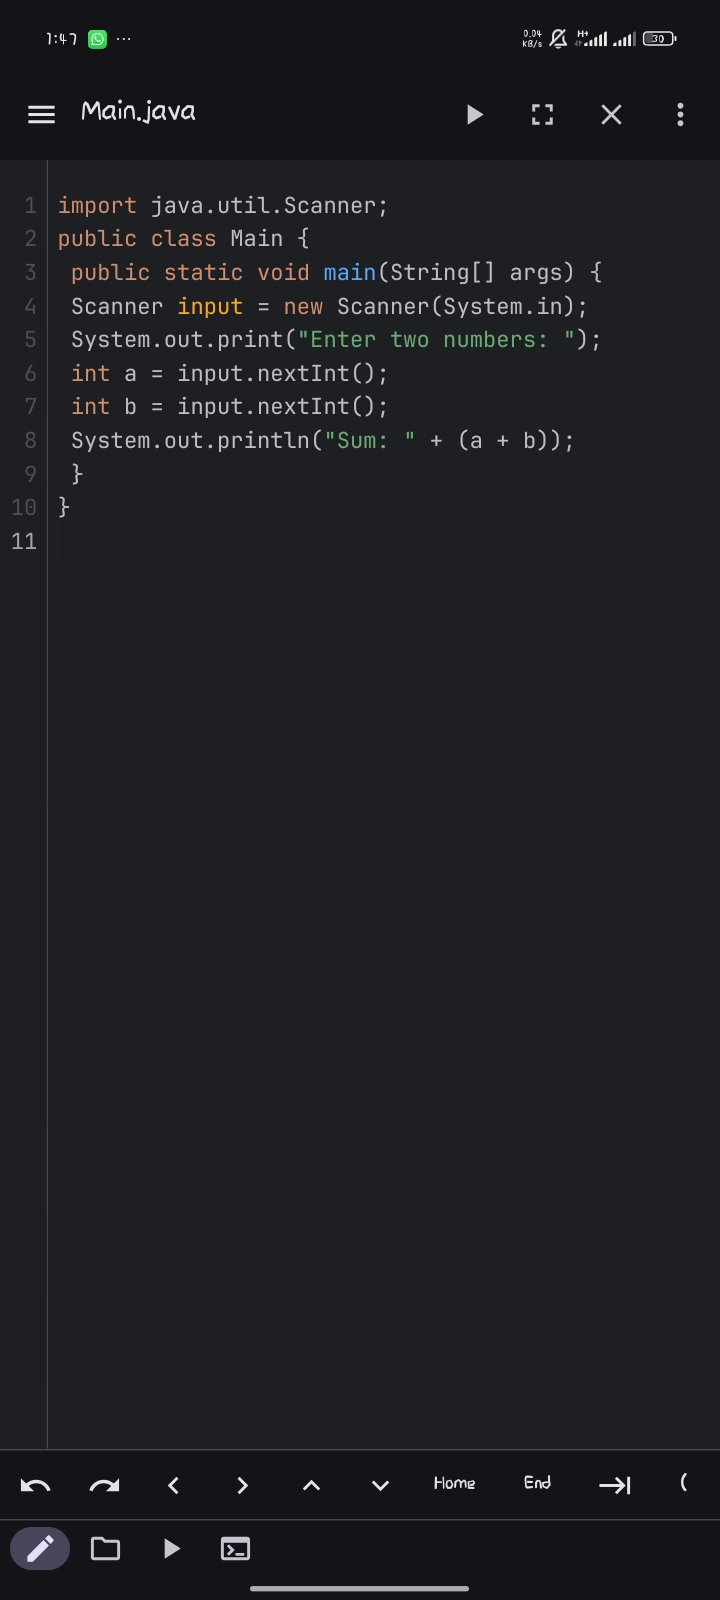 1:47 ...
0.04 KB/s H+ 30
Main.java
1 import java.util.Scanner;
2 public class Main {
3 public static void main(String[] args) {
4 Scanner input = new Scanner(System.in);
5 System.out.print("Enter two numbers: ");
6 int a = input.nextInt();
7 int b = input.nextInt();
8 System.out.println("Sum: " + (a + b));
9 }
10 }
11
Home End (